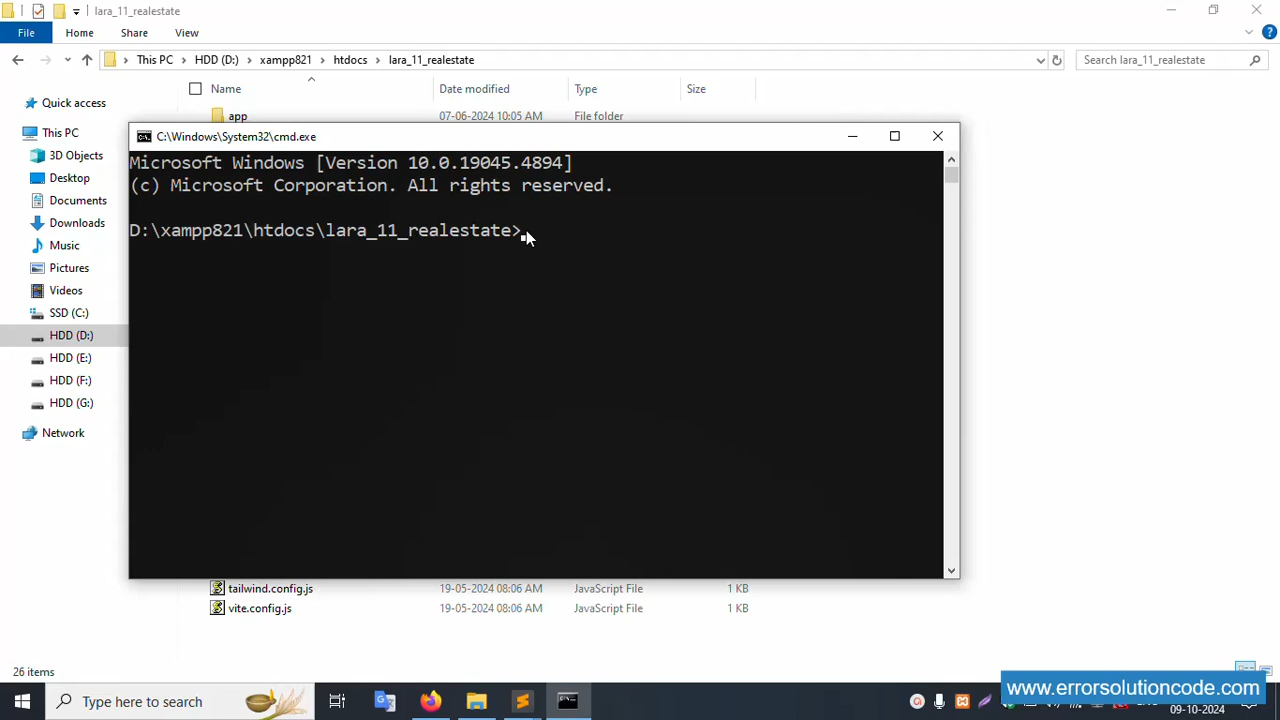 lara_11_realestate
File Home Share View
This PC HDD (D:) xampp821 htdocs lara_11_realestate
Search lara_11_realestate
Name Date modified Type Size
Quick access
app 07-06-2024 10:05 AM File folder
This PC
C:\Windows\System32\cmd.exe
3D Objects
Microsoft Windows [Version 10.0.19045.4894]
Desktop
(c) Microsoft Corporation. All rights reserved.
Documents
Downloads
D:\xampp821\htdocs\lara_11_realestate>
Music
Pictures
Videos
SSD (C:)
HDD (D:)
HDD (E:)
HDD (F:)
HDD (G:)
Network
tailwind.config.js 19-05-2024 08:06 AM JavaScript File 1 KB
vite.config.js 19-05-2024 08:06 AM JavaScript File 1 KB
26 items
www.errorsolutioncode.com
Type here to search
09-10-2024